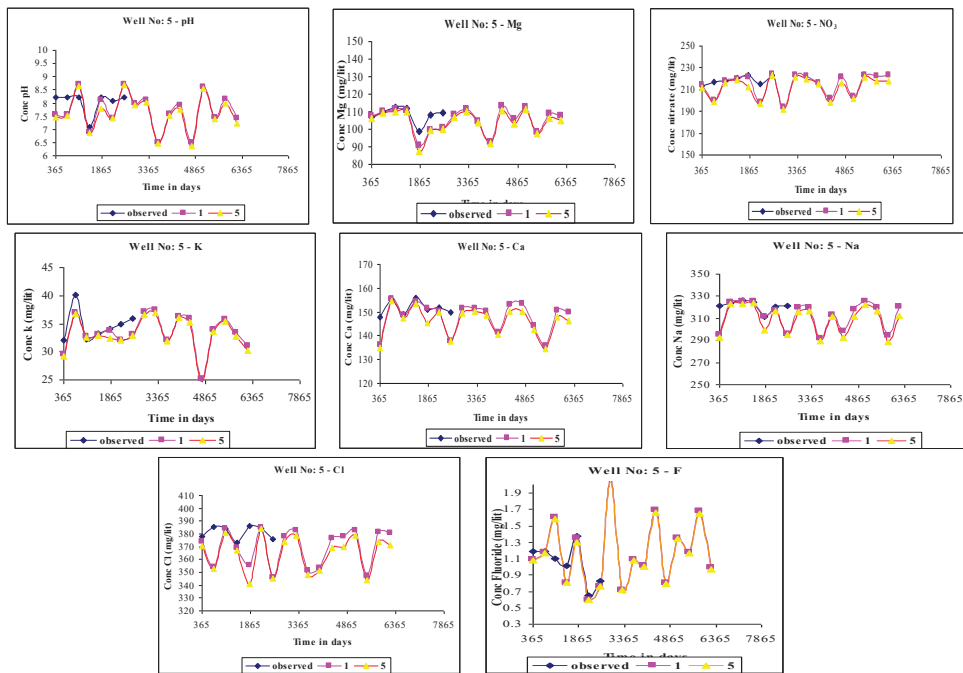 Well No: 5 - pH
Conc pH
10
9.5
9
8.5
8
7.5
7
6.5
6
365 1865 3365 4865 6365 7865
Time in days
observed 1 5
Well No: 5 - Mg
Conc Mg (mg/lit)
160
150
140
130
120
110
100
90
80
365 1865 3365 4865 6365 7865
Time in days
observed 1 5
Well No: 5 - NO3
Conc nitrate (mg/lit)
230
210
190
170
150
365 1865 3365 4865 6365 7865
Time in days
observed 1 5
Well No: 5 - K
Conc k (mg/lit)
45
40
35
30
25
365 1865 3365 4865 6365 7865
Time in days
observed 1 5
Well No: 5 - Ca
Conc Ca (mg/lit)
170
160
150
140
130
120
365 1865 3365 4865 6365 7865
Time in days
observed 1 5
Well No: 5 - Na
Conc Na (mg/lit)
350
330
310
290
270
250
365 1865 3365 4865 6365 7865
Time in days
observed 1 5
Well No: 5 - Cl
Conc Cl (mg/lit)
410
400
390
380
370
360
350
340
330
320
365 1865 3365 4865 6365 7865
Time in days
observed 1 5
Well No: 5 - F
Conc Fluoride (mg/lit)
1.9
1.7
1.5
1.3
1.1
0.9
0.7
0.5
0.3
365 1865 3365 4865 6365 7865
Time in days
observed 1 5